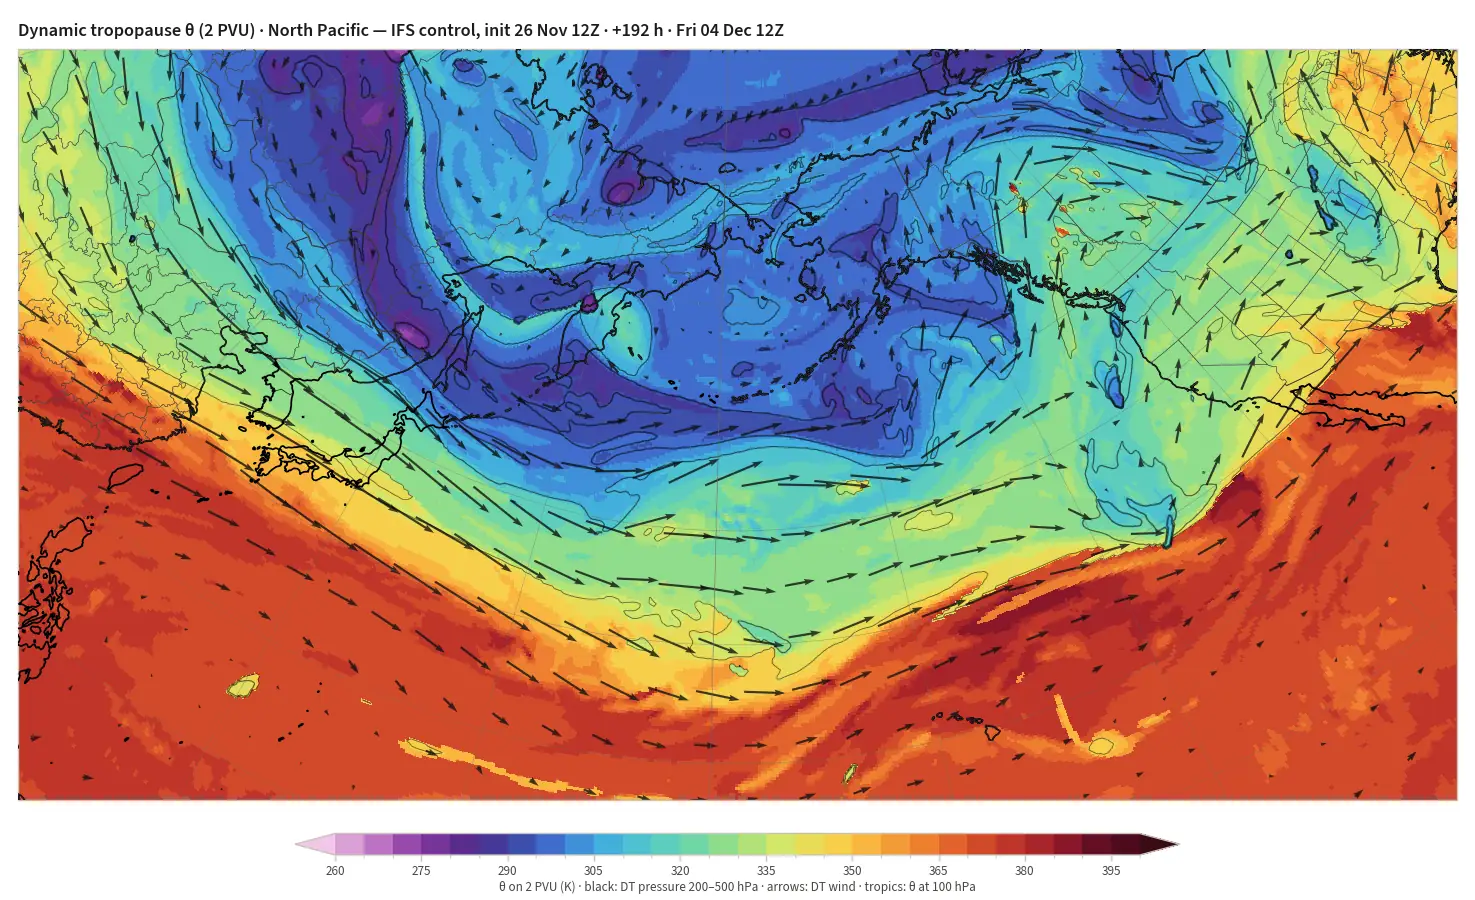 Dynamic tropopause θ (2 PVU) · North Pacific — IFS control, init 26 Nov 12Z · +192 h · Fri 04 Dec 12Z
260 275 290 305 320 335 350 365 380 395
θ on 2 PVU (K) · black: DT pressure 200–500 hPa · arrows: DT wind · tropics: θ at 100 hPa